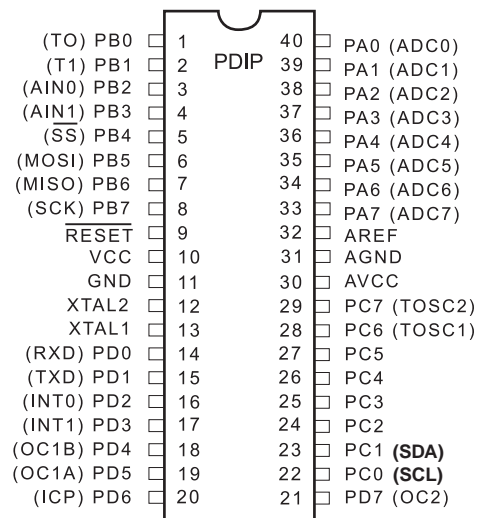 (TO) PB0 1 PDIP 40 PA0 (ADC0)
(T1) PB1 2 39 PA1 (ADC1)
(AIN0) PB2 3 38 PA2 (ADC2)
(AIN1) PB3 4 37 PA3 (ADC3)
(SS) PB4 5 36 PA4 (ADC4)
(MOSI) PB5 6 35 PA5 (ADC5)
(MISO) PB6 7 34 PA6 (ADC6)
(SCK) PB7 8 33 PA7 (ADC7)
RESET 9 32 AREF
VCC 10 31 AGND
GND 11 30 AVCC
XTAL2 12 29 PC7 (TOSC2)
XTAL1 13 28 PC6 (TOSC1)
(RXD) PD0 14 27 PC5
(TXD) PD1 15 26 PC4
(INT0) PD2 16 25 PC3
(INT1) PD3 17 24 PC2
(OC1B) PD4 18 23 PC1 (SDA)
(OC1A) PD5 19 22 PC0 (SCL)
(ICP) PD6 20 21 PD7 (OC2)